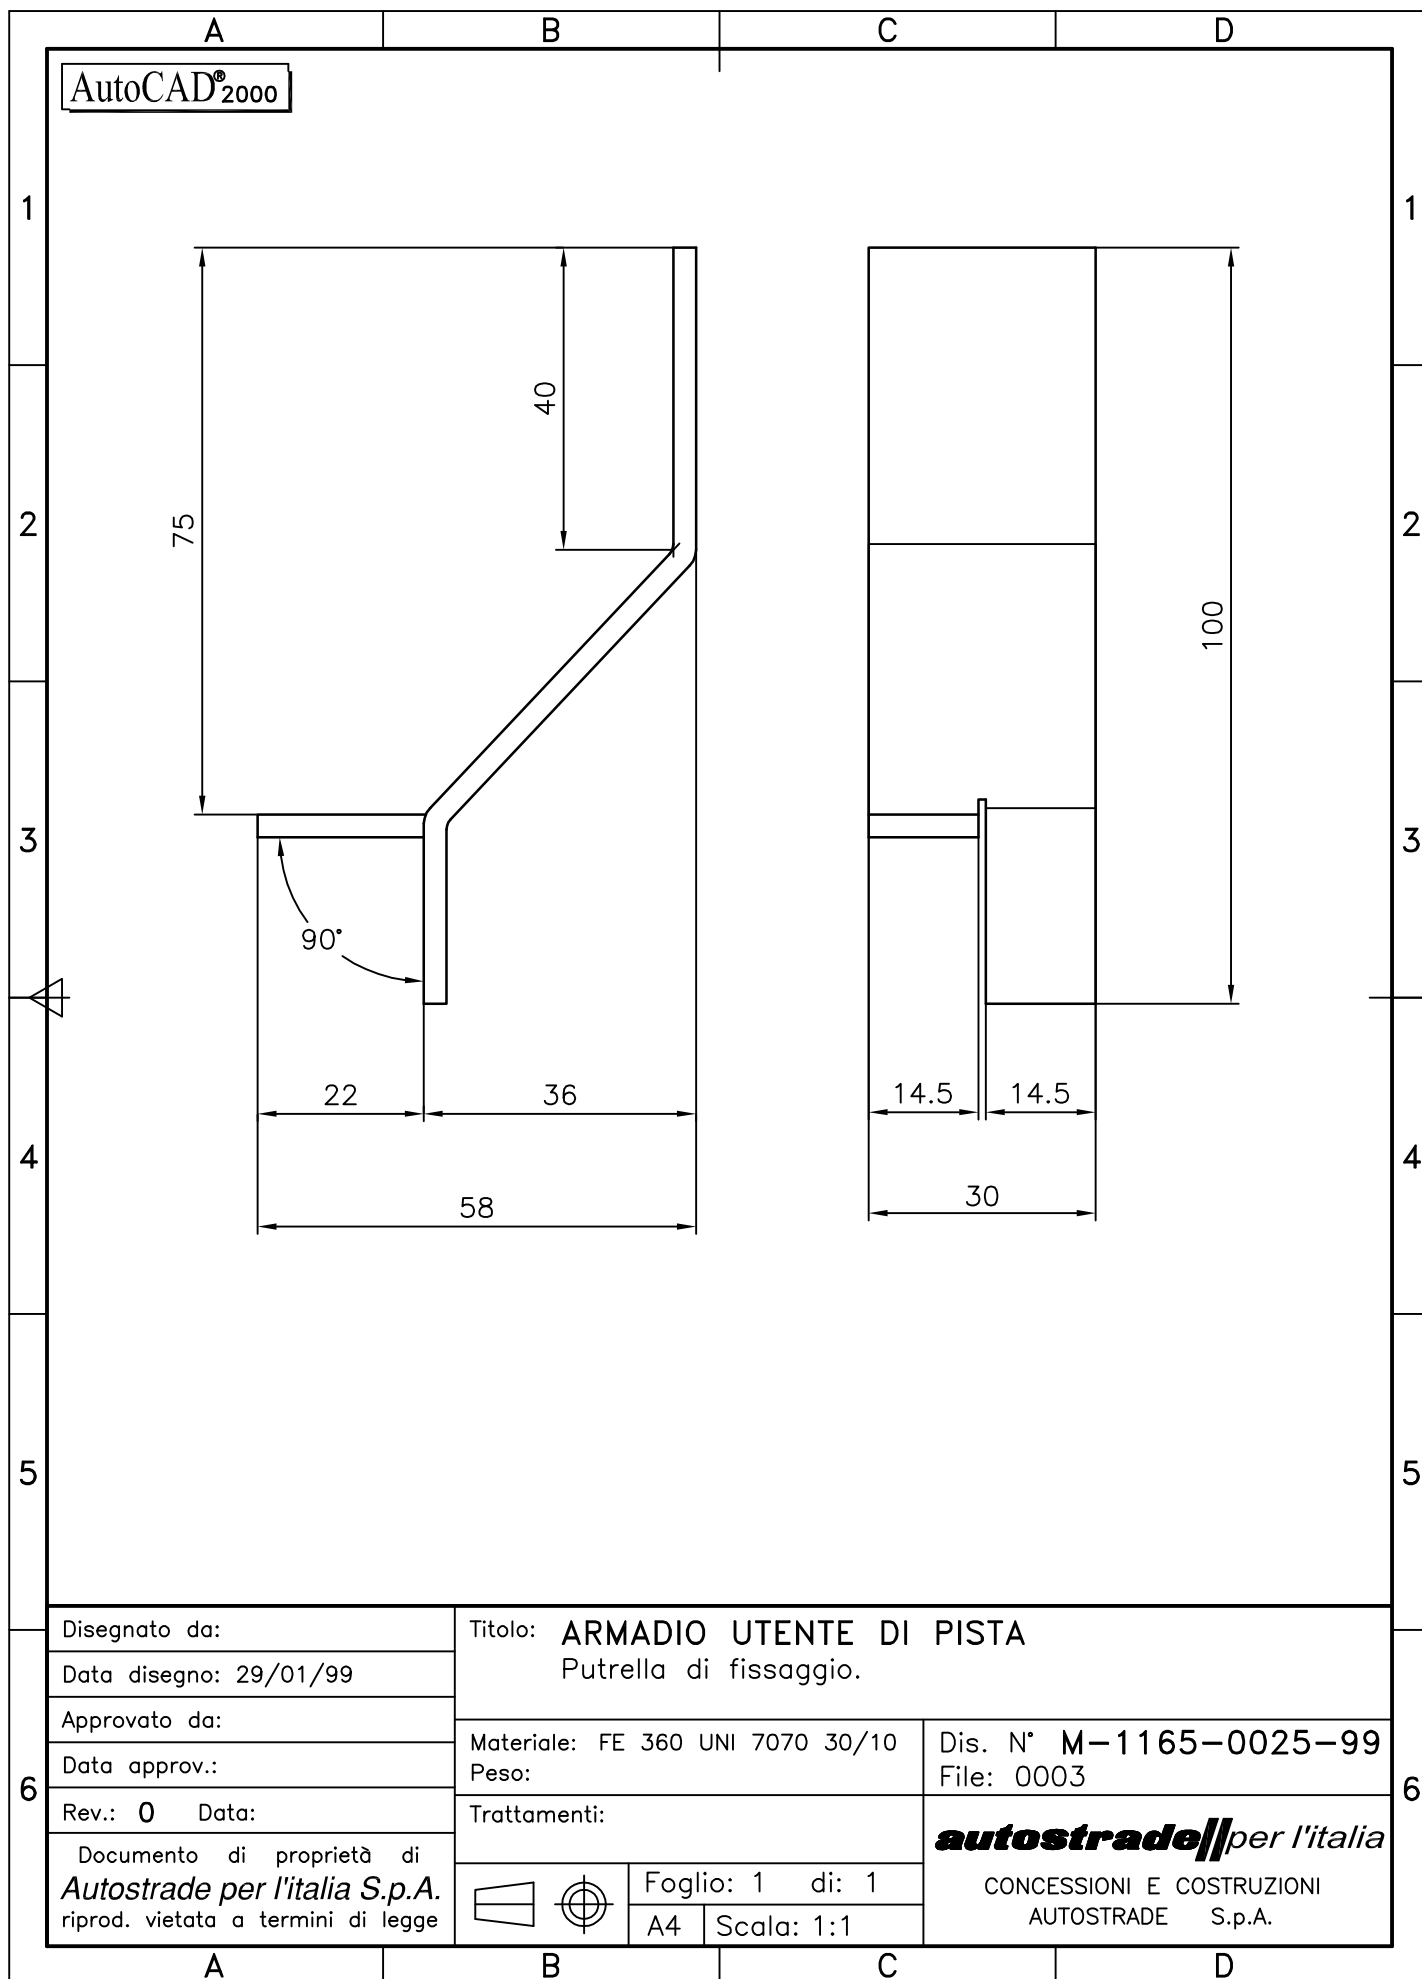 A B C D
AutoCAD®2000
1 1
40
75
2 2
100
3 3
90°
22 36 14.5 14.5
4 4
58 30
5 5
Disegnato da:
Data disegno: 29/01/99
Approvato da:
Data approv.:
Rev.: 0 Data:
Documento di proprietà di
Autostrade per l'italia S.p.A.
riprod. vietata a termini di legge
Titolo: ARMADIO UTENTE DI PISTA
Putrella di fissaggio.
Materiale: FE 360 UNI 7070 30/10
Peso:
Trattamenti:
Foglio: 1 di: 1
A4 Scala: 1:1
Dis. N° M-1165-0025-99
File: 0003
autostrade//per l'italia
CONCESSIONI E COSTRUZIONI
AUTOSTRADE S.p.A.
6 6
A B C D